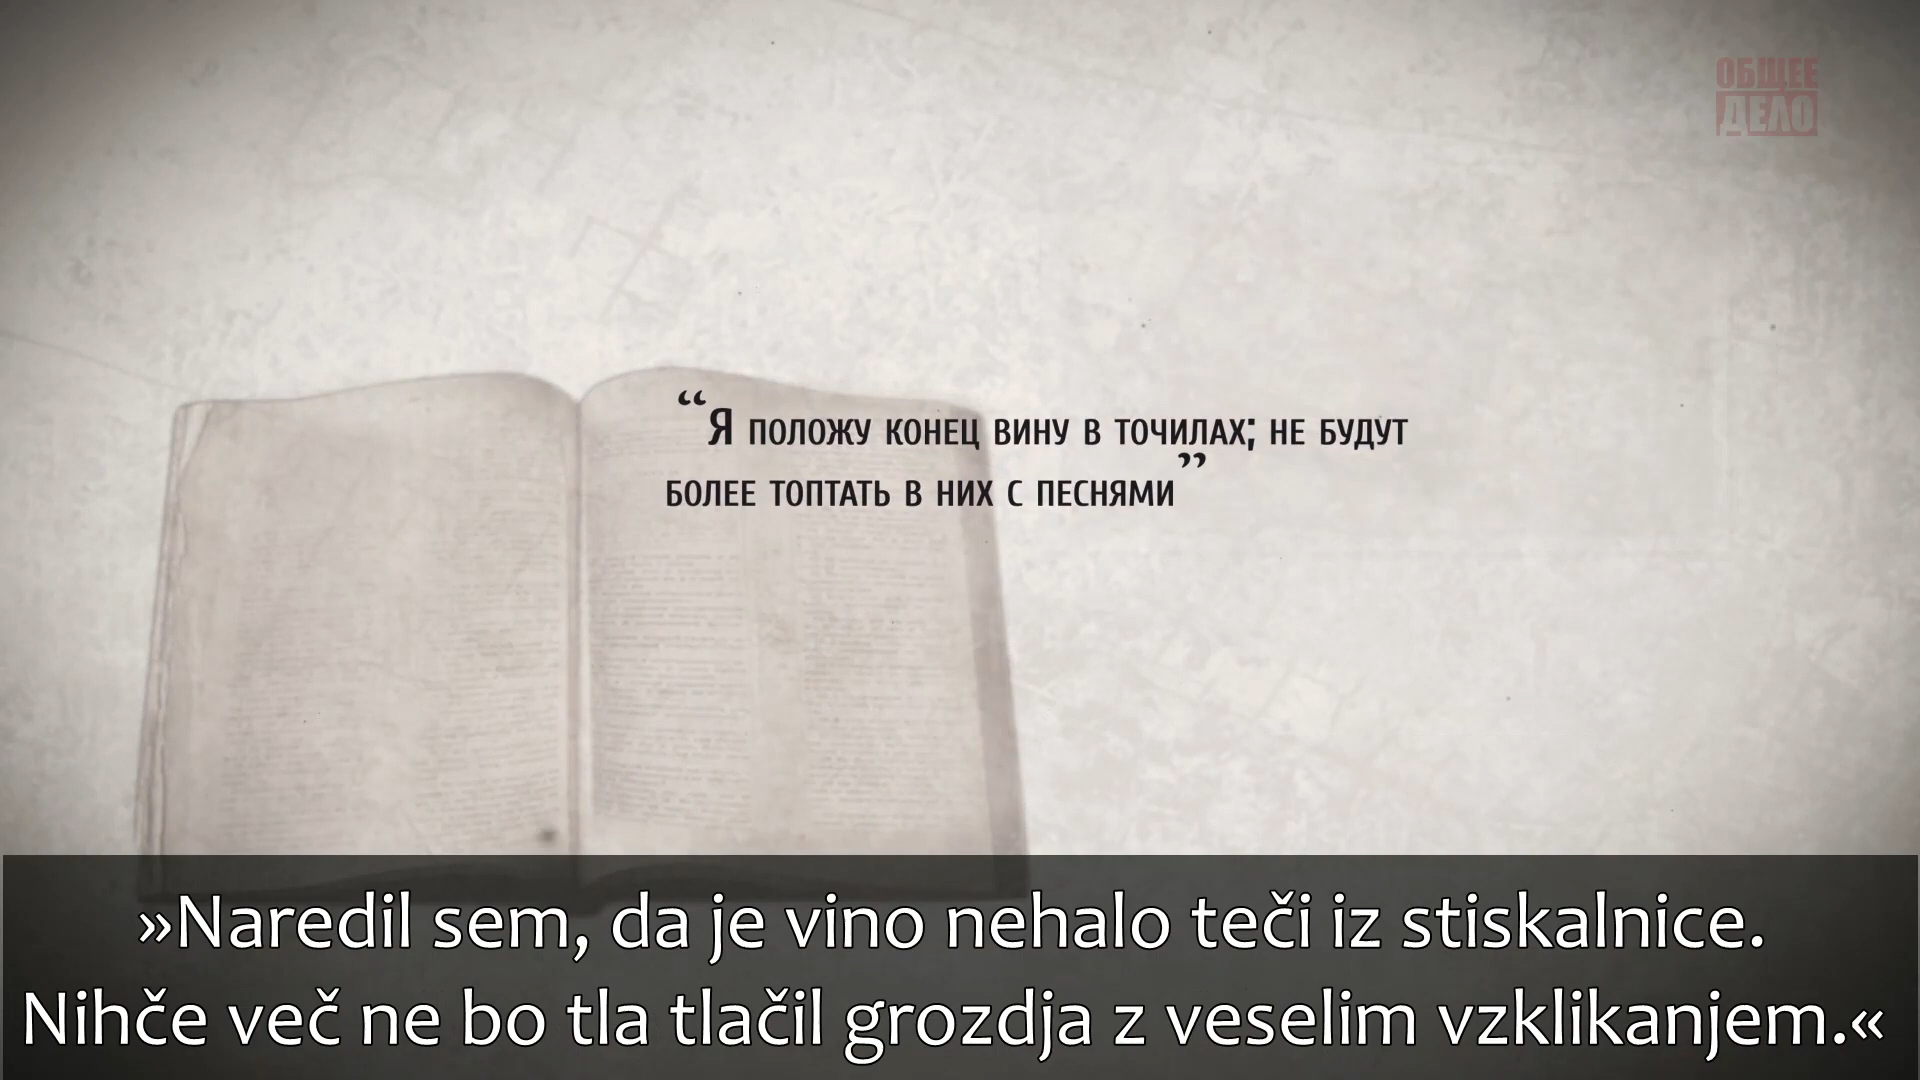 ОБЩЕЕ
ДЕЛО
“Я ПОЛОЖУ КОНЕЦ ВИНУ В ТОЧИЛАХ; НЕ БУДУТ
БОЛЕЕ ТОПТАТЬ В НИХ С ПЕСНЯМИ”
»Naredil sem, da je vino nehalo teči iz stiskalnice.
Nihče več ne bo tla tlačil grozdja z veselim vzklikanjem.«